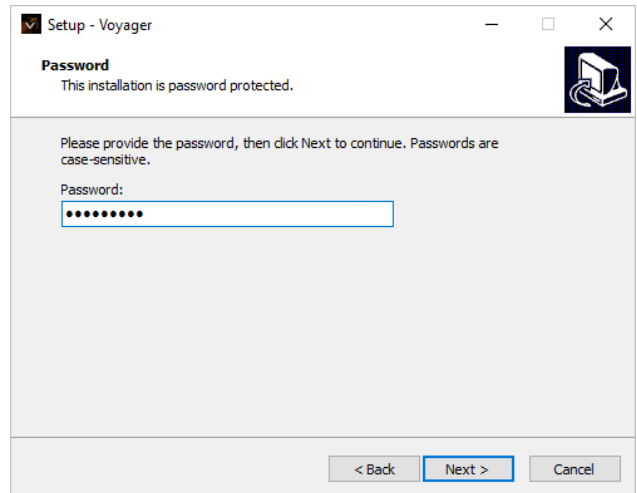 Setup - Voyager
Password
This installation is password protected.
Please provide the password, then click Next to continue. Passwords are
case-sensitive.
Password:
•••••••••
< Back Next > Cancel